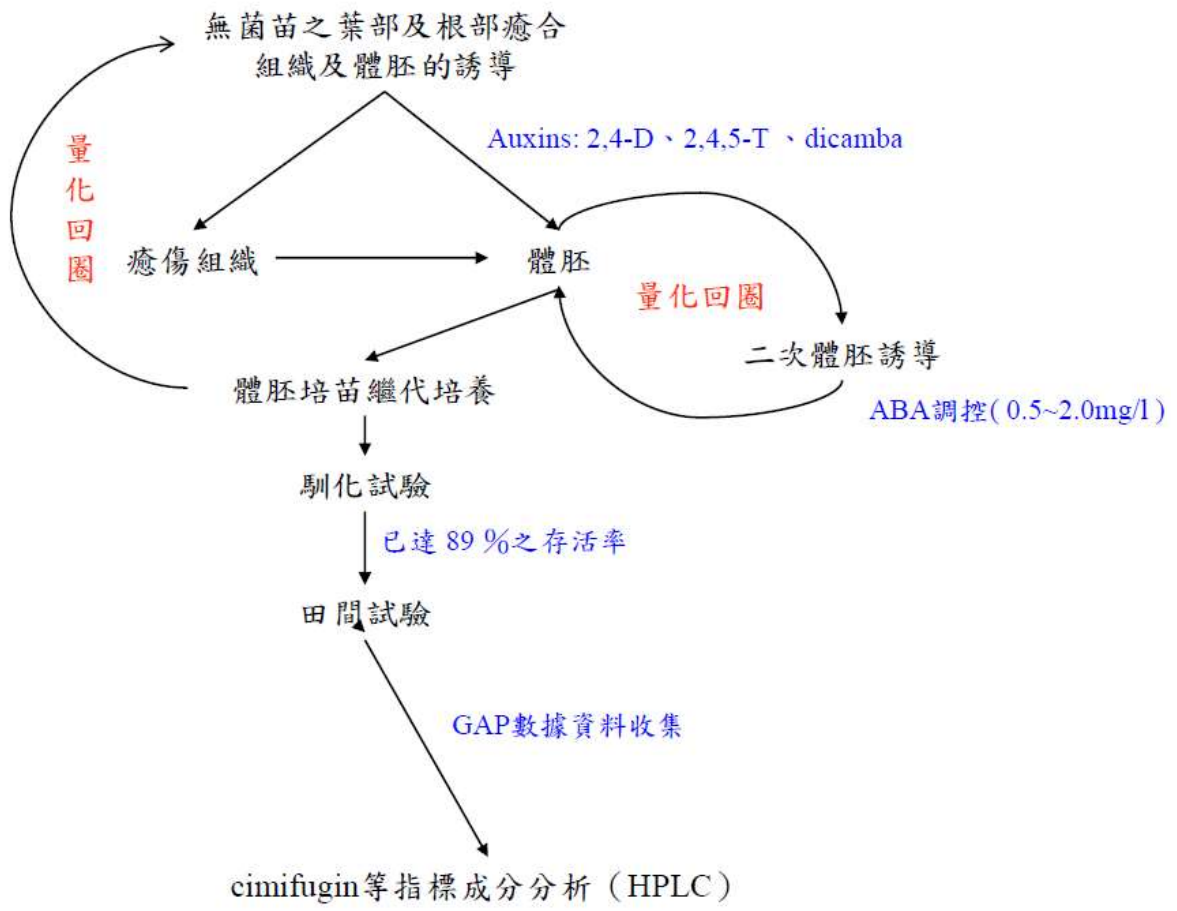 無菌苗之葉部及根部癒合
組織及體胚的誘導
Auxins: 2,4-D、2,4,5-T 、dicamba
量化回圈
癒傷組織
體胚
量化回圈
二次體胚誘導
體胚培苗繼代培養
ABA調控( 0.5~2.0mg/l )
馴化試驗
已達 89 %之存活率
田間試驗
GAP數據資料收集
cimifugin等指標成分分析（HPLC）